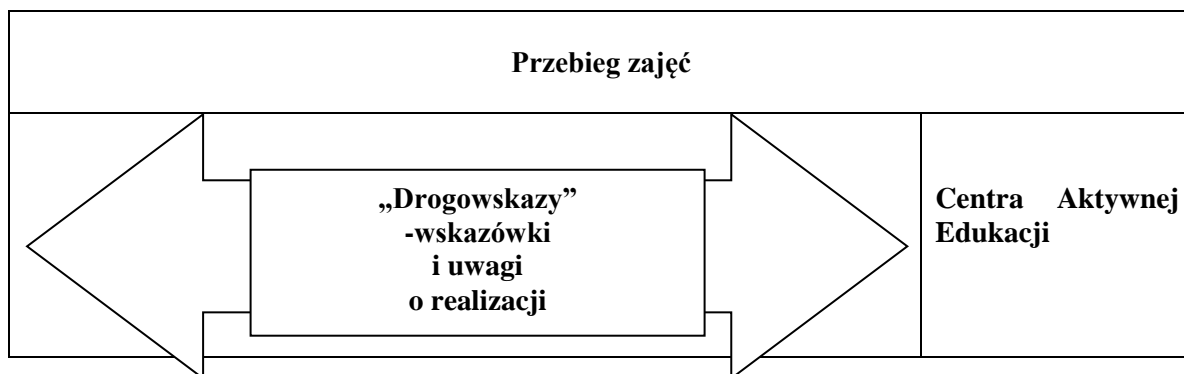 Przebieg zajęć
„Drogowskazy”
-wskazówki
i uwagi
o realizacji
Centra Aktywnej
Edukacji